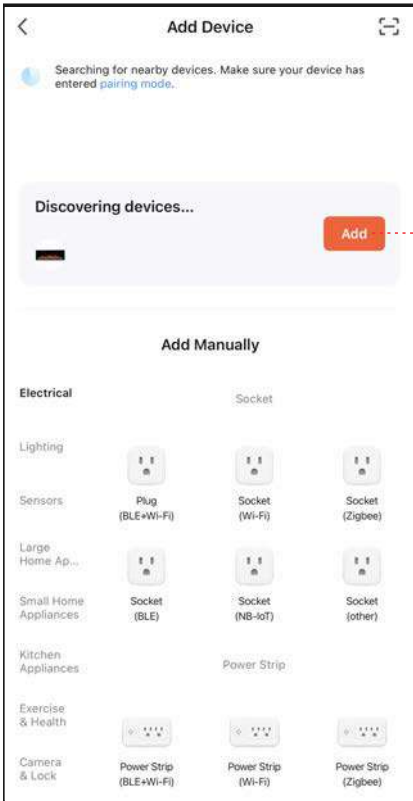 Add Device
Searching for nearby devices. Make sure your device has
entered pairing mode.
Discovering devices...
Add
Add Manually
Electrical
Socket
Lighting
Sensors
Plug
(BLE+Wi-Fi)
Socket
(Wi-Fi)
Socket
(Zigbee)
Large
Home Ap...
Small Home
Appliances
Socket
(BLE)
Socket
(NB-IoT)
Socket
(other)
Kitchen
Appliances
Power Strip
Exercise
& Health
Camera
& Lock
Power Strip
(BLE+Wi-Fi)
Power Strip
(Wi-Fi)
Power Strip
(Zigbee)